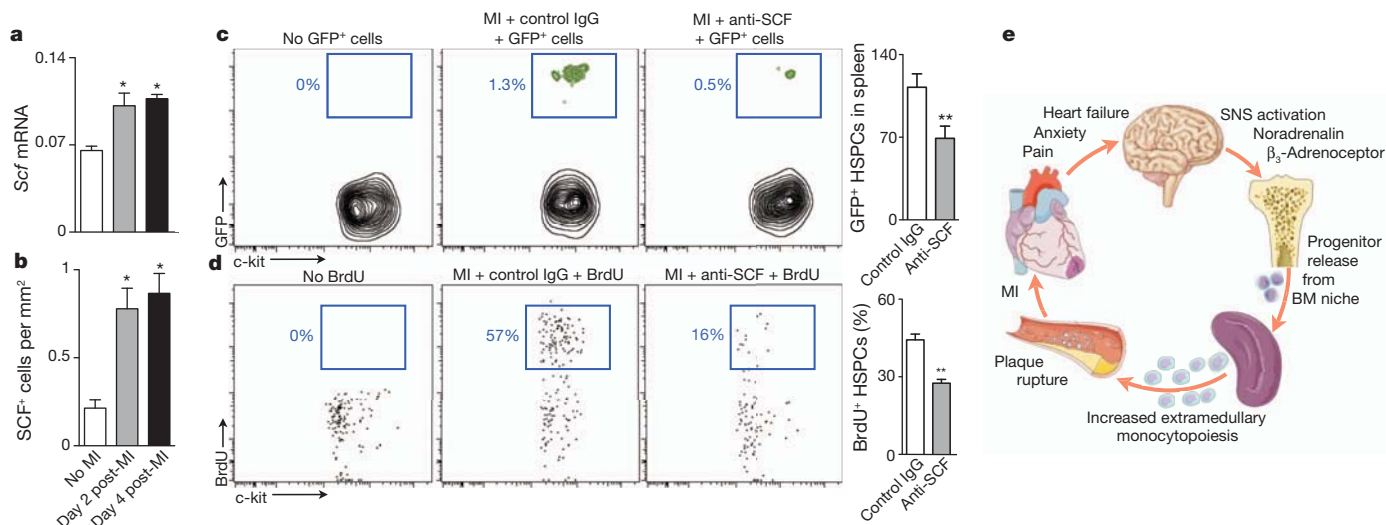 a
0.14
0.07
0
Scf mRNA
* *
b
1
0.5
0
SCF⁺ cells per mm²
* *
No MI
Day 2 post-MI
Day 4 post-MI
c
No GFP⁺ cells
MI + control IgG
+ GFP⁺ cells
MI + anti-SCF
+ GFP⁺ cells
0%
1.3%
0.5%
GFP
c-kit
140
70
0
GFP⁺ HSPCs in spleen
**
Control IgG
Anti-SCF
d
No BrdU
MI + control IgG + BrdU
MI + anti-SCF + BrdU
0%
57%
16%
BrdU
c-kit
60
30
0
BrdU⁺ HSPCs (%)
**
Control IgG
Anti-SCF
e
Heart failure
Anxiety
Pain
SNS activation
Noradrenalin
β₃-Adrenoceptor
Progenitor
release
from
BM niche
MI
Plaque
rupture
Increased extramedullary
monocytopoiesis